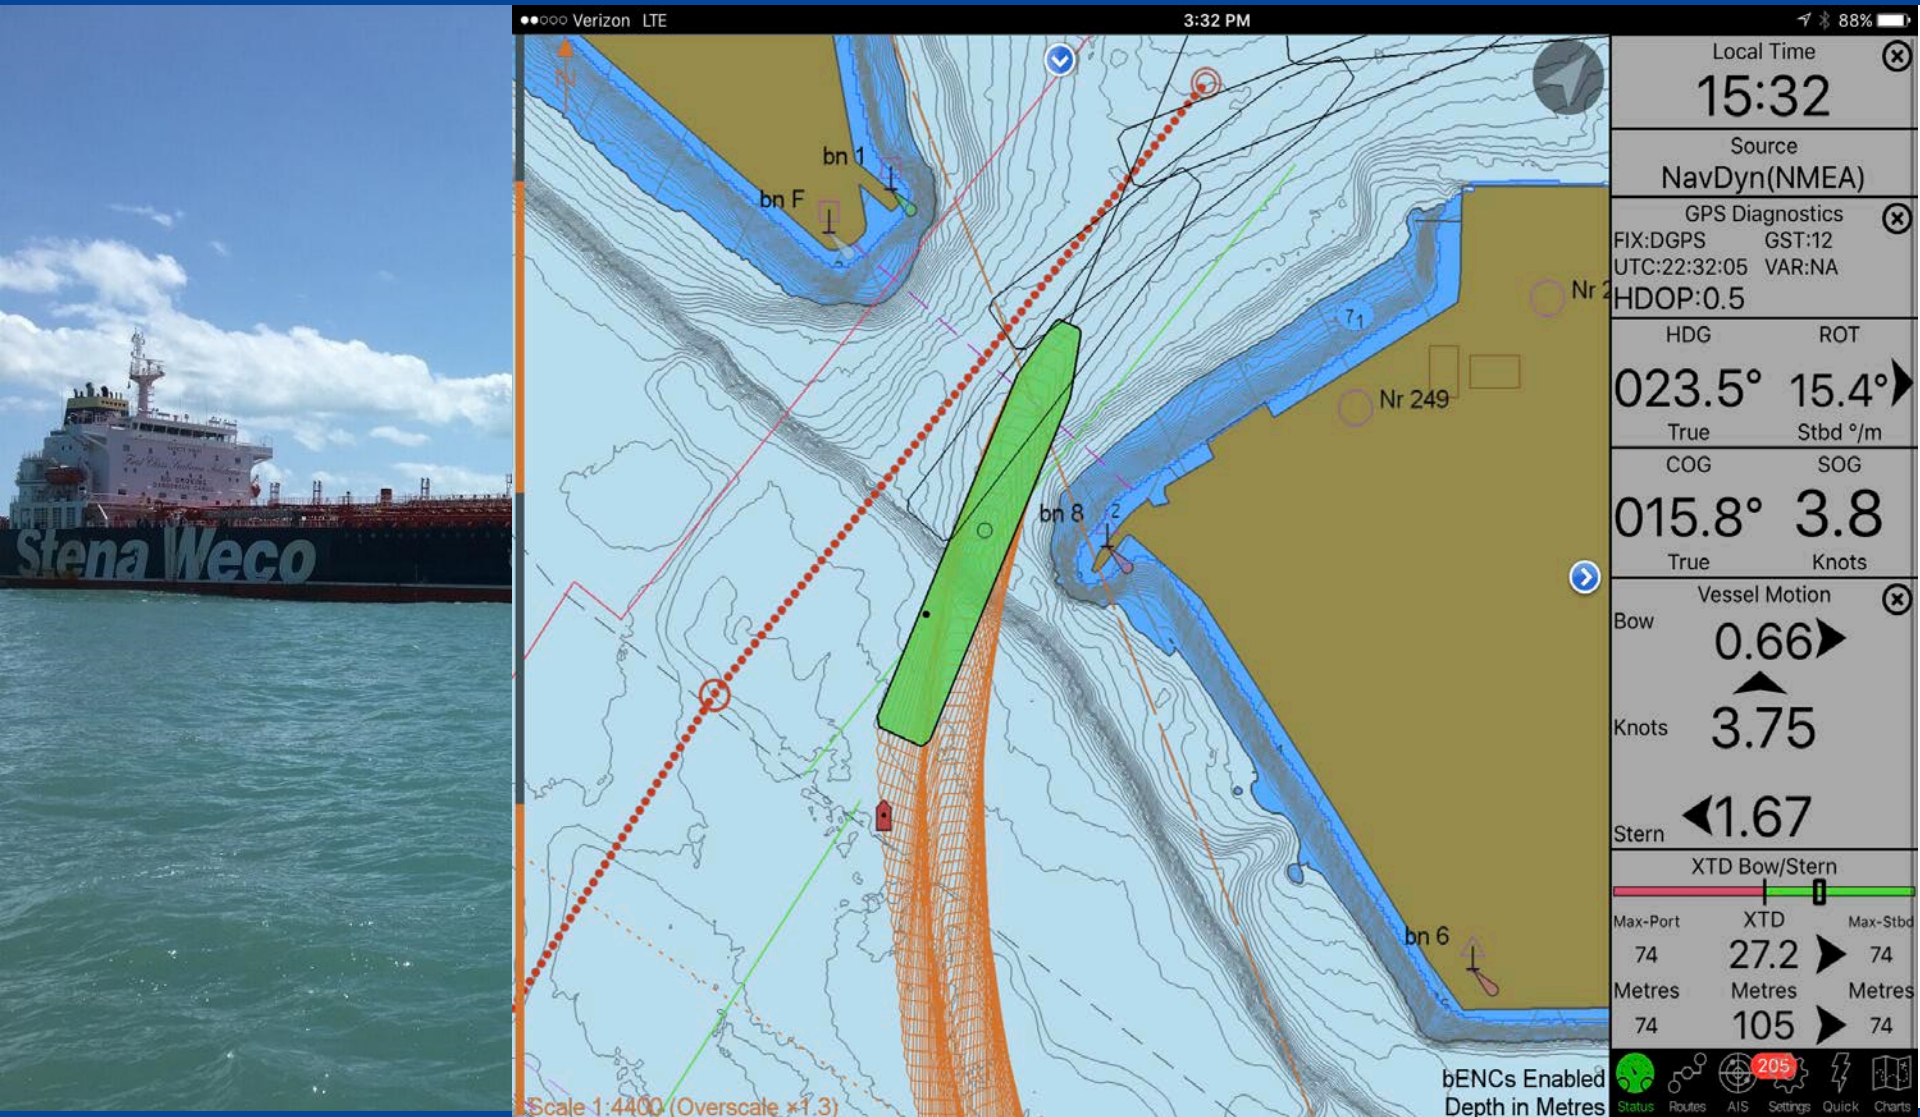 NO SMOKING
Stena Weco
Verizon LTE
3:32 PM
88%
N
bn 1
bn F
bn 8
2
7₁
Nr 2
Nr 249
bn 6
Scale 1:4400 (Overscale ×1.3)
bENCs Enabled
Depth in Metres
Local Time
15:32
Source
NavDyn(NMEA)
GPS Diagnostics
FIX:DGPS GST:12
UTC:22:32:05 VAR:NA
HDOP:0.5
HDG ROT
023.5° 15.4°
True Stbd °/m
COG SOG
015.8° 3.8
True Knots
Vessel Motion
Bow
0.66
Knots 3.75
Stern 1.67
XTD Bow/Stern
Max-Port XTD Max-Stbd
74 27.2 74
Metres Metres Metres
74 105 74
205
Status Routes AIS Settings Quick Charts